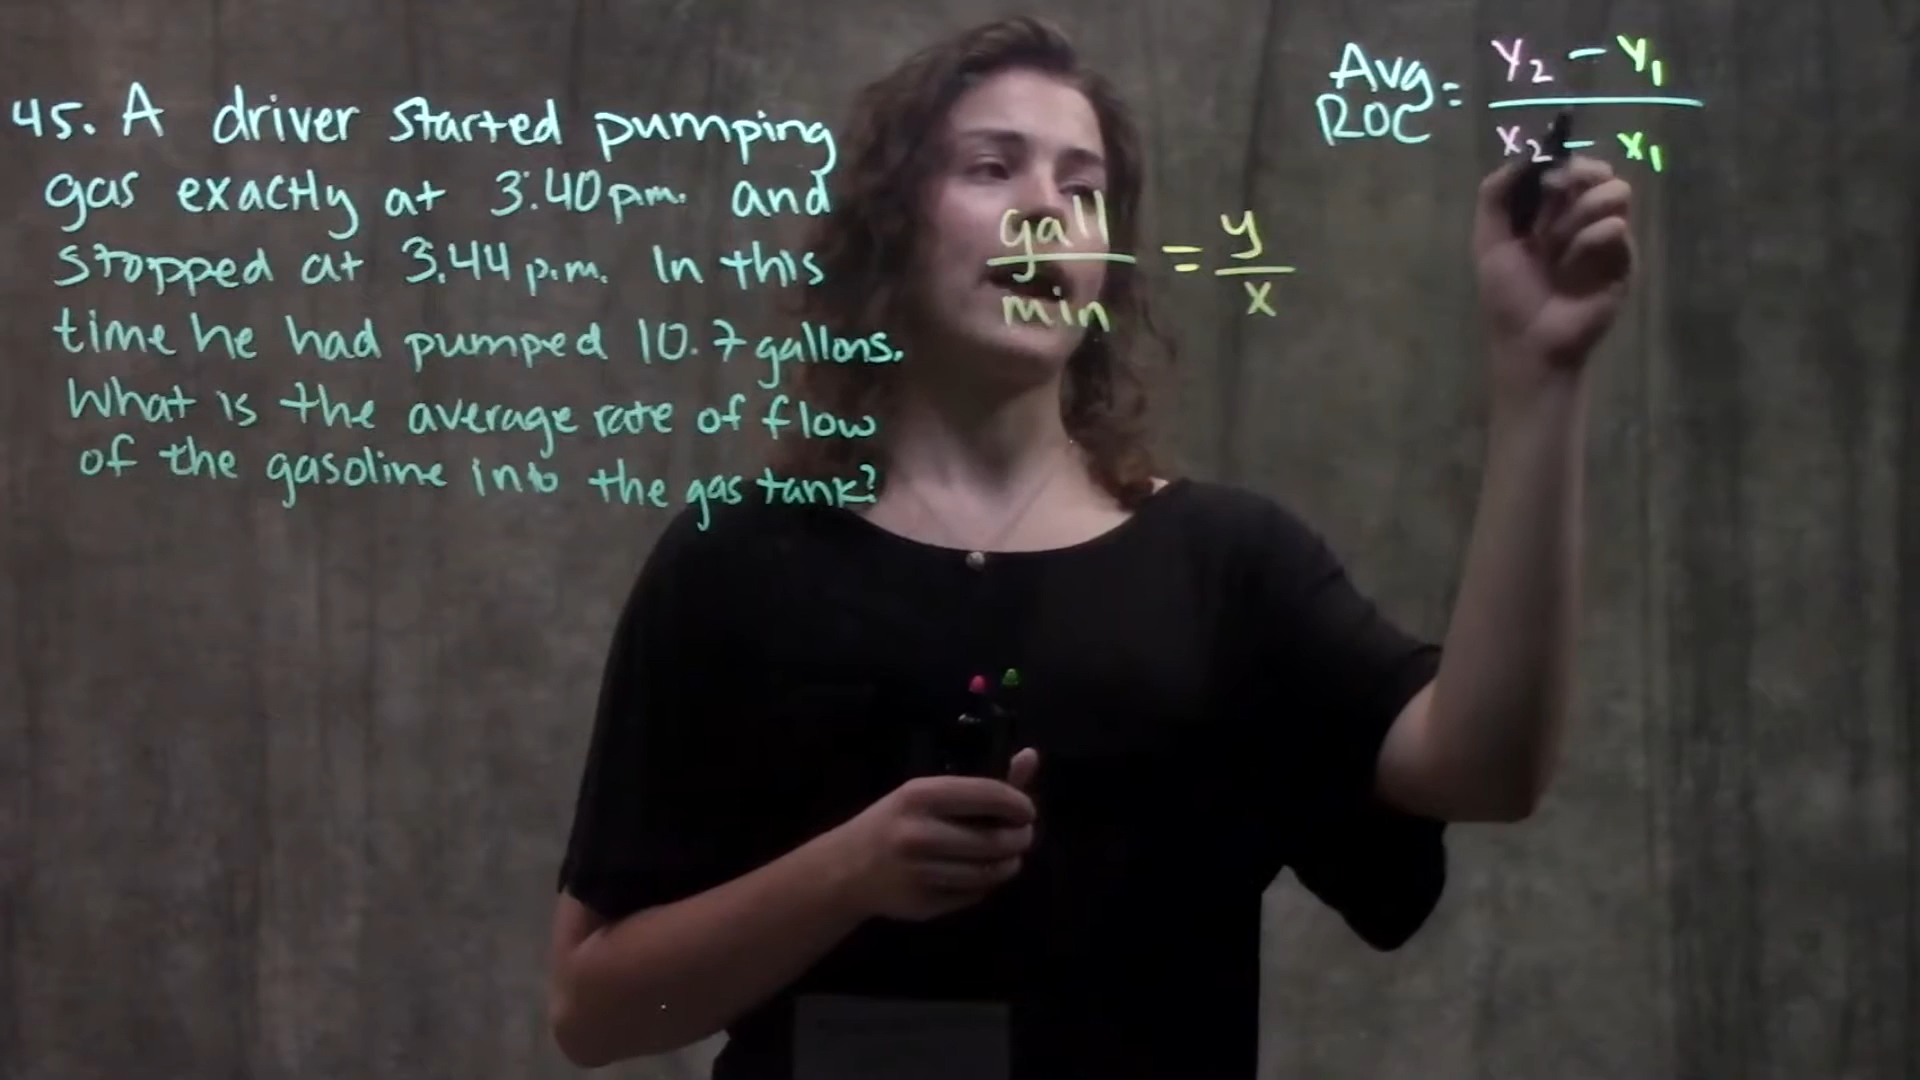 45. A driver started pumping
gas exactly at 3:40 p.m. and
stopped at 3:44 p.m. In this
time he had pumped 10.7 gallons.
What is the average rate of flow
of the gasoline into the gas tank?
gall
min
=
y
x
Avg
ROC
=
y₂ - y₁
x₂ - x₁